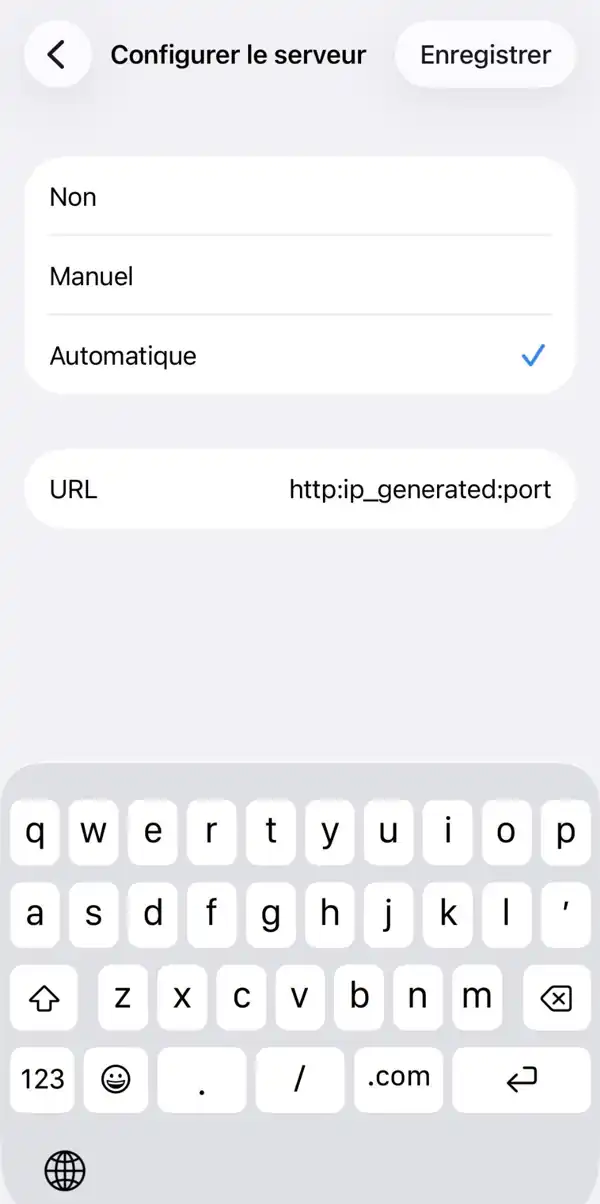 Configurer le serveur
Enregistrer
Non
Manuel
Automatique
URL http:ip_generated:port
q w e r t y u i o p
a s d f g h j k l ′
z x c v b n m
123 . / .com